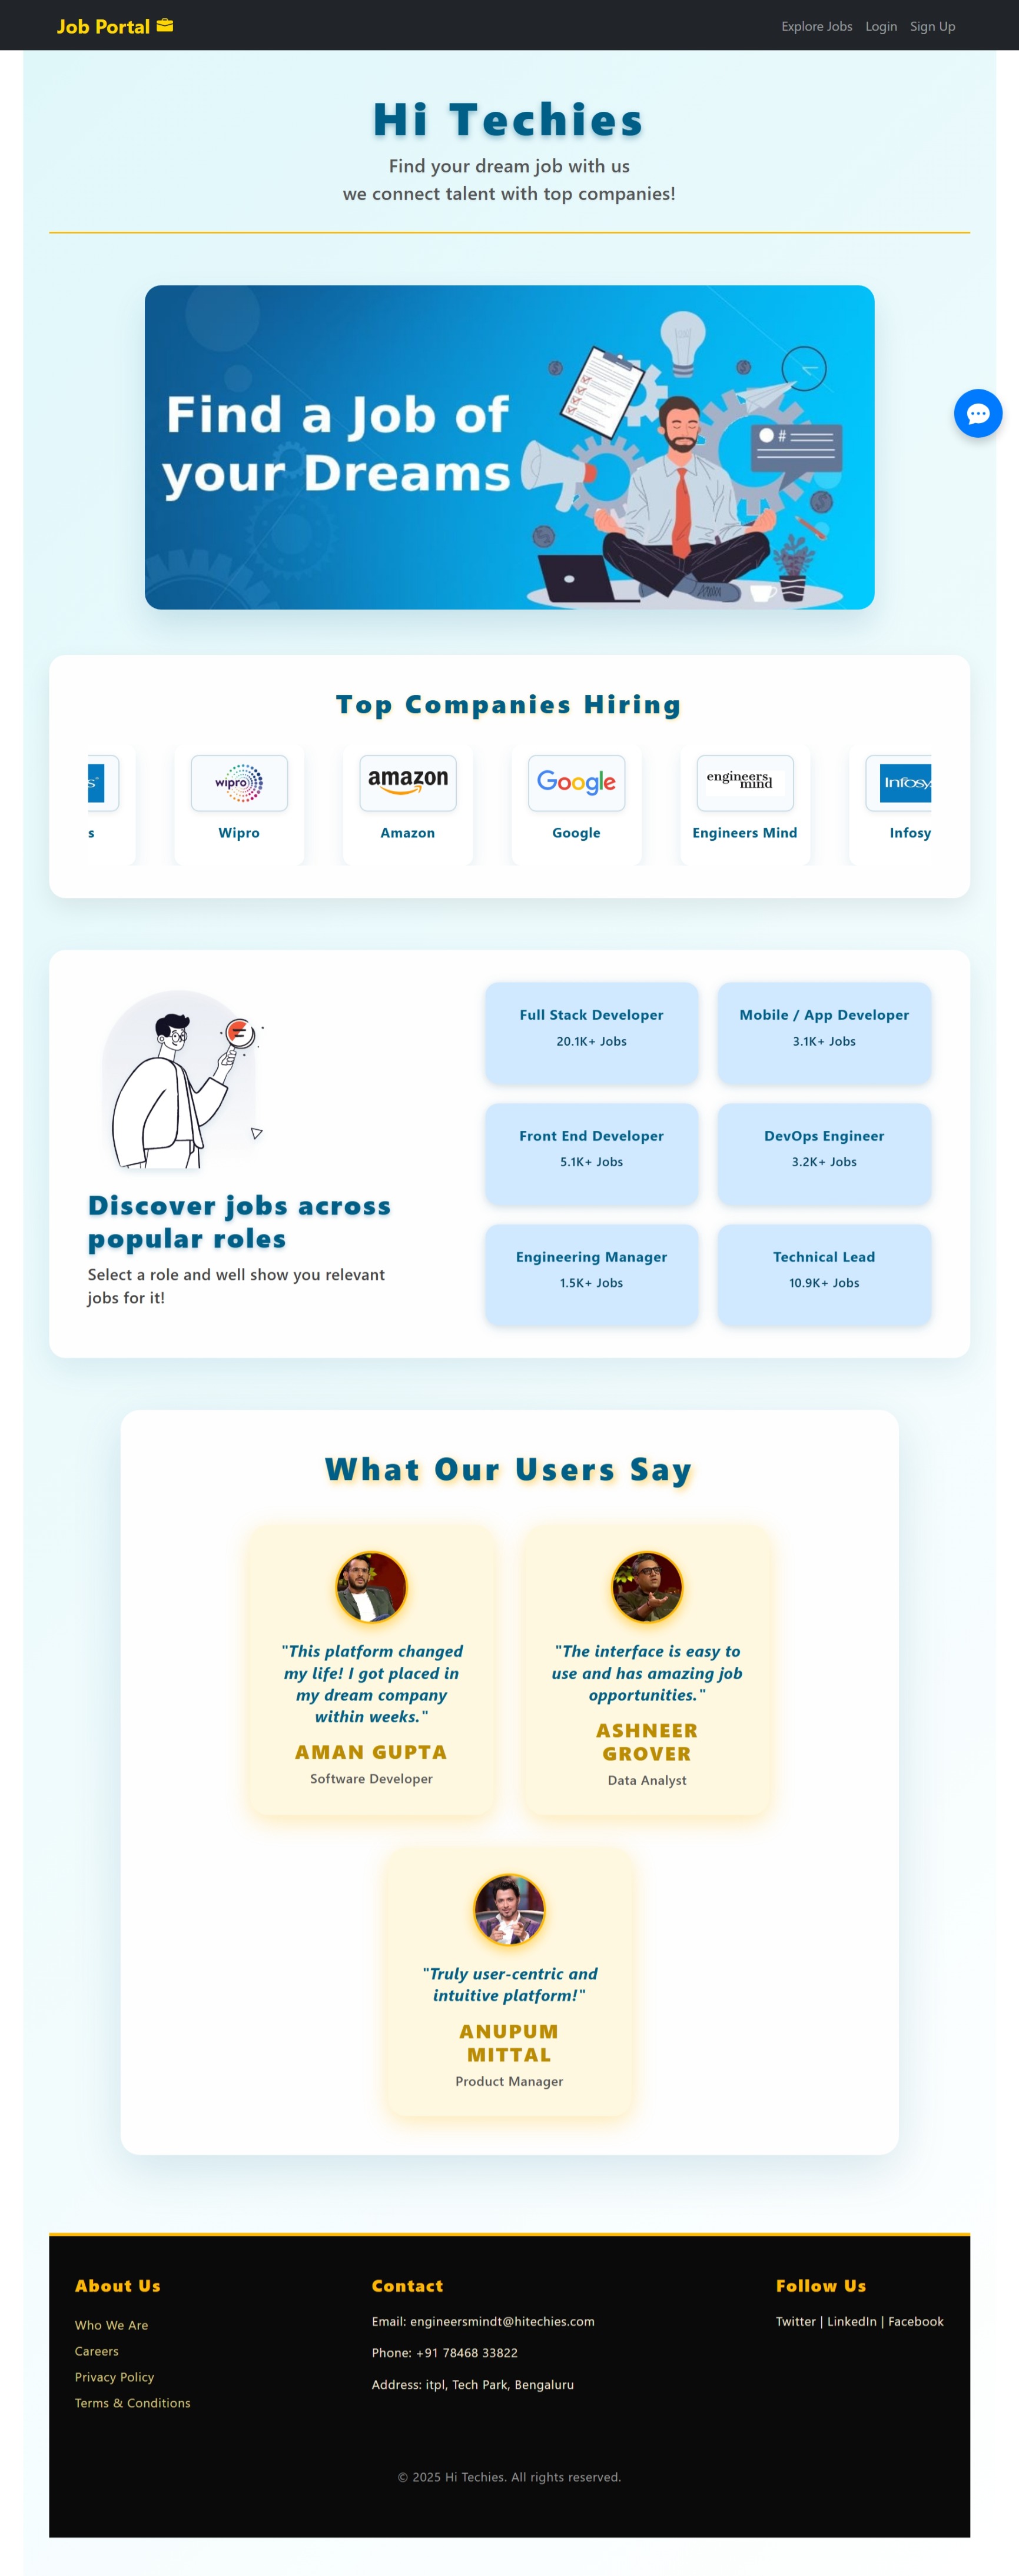 Job Portal
Explore Jobs
Login
Sign Up
Hi Techies
Find your dream job with us
we connect talent with top companies!
Find a Job of
your Dreams
#
Top Companies Hiring
s
s
wipro
Wipro
amazon
Amazon
Google
Google
engineers
mind
Engineers Mind
Infosy
Infosy
Full Stack Developer
20.1K+ Jobs
Mobile / App Developer
3.1K+ Jobs
Front End Developer
5.1K+ Jobs
DevOps Engineer
3.2K+ Jobs
Engineering Manager
1.5K+ Jobs
Technical Lead
10.9K+ Jobs
Discover jobs across
popular roles
Select a role and well show you relevant
jobs for it!
What Our Users Say
"This platform changed
my life! I got placed in
my dream company
within weeks."
AMAN GUPTA
Software Developer
"The interface is easy to
use and has amazing job
opportunities."
ASHNEER
GROVER
Data Analyst
"Truly user-centric and
intuitive platform!"
ANUPUM
MITTAL
Product Manager
About Us
Who We Are
Careers
Privacy Policy
Terms & Conditions
Contact
Email: engineersmindt@hitechies.com
Phone: +91 78468 33822
Address: itpl, Tech Park, Bengaluru
Follow Us
Twitter | LinkedIn | Facebook
© 2025 Hi Techies. All rights reserved.